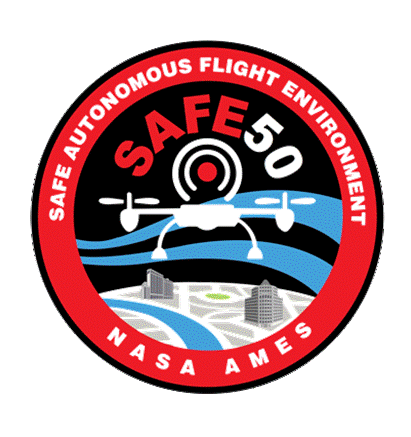 SAFE AUTONOMOUS FLIGHT ENVIRONMENT
SAFE50
NASA AMES